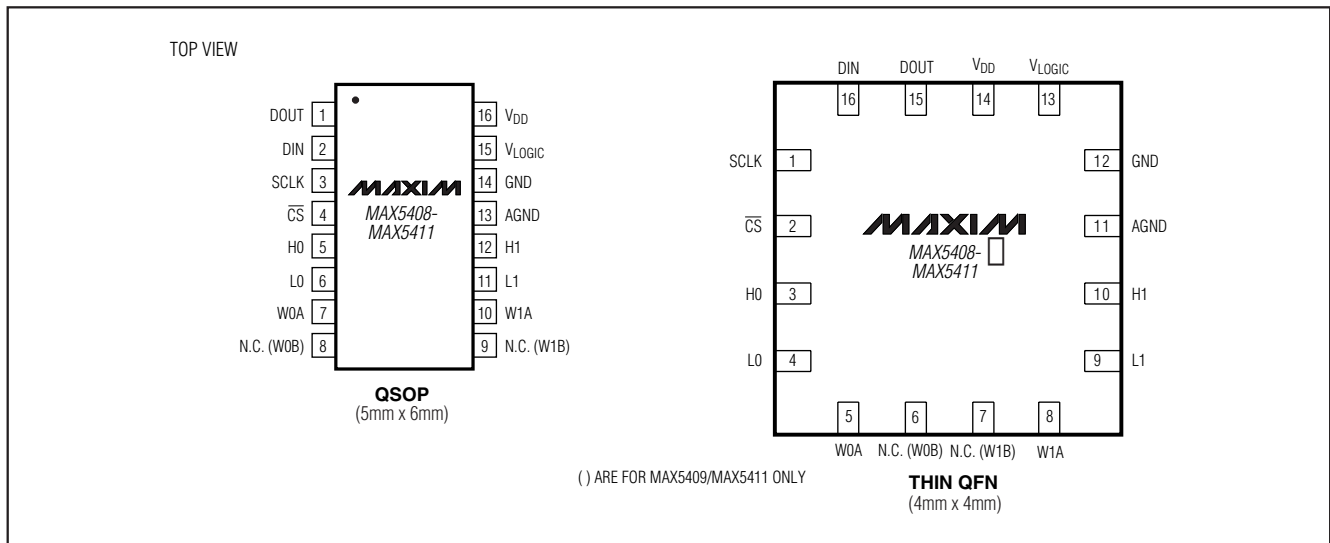 TOP VIEW
DOUT 1
DIN 2
SCLK 3
C̅S̅ 4
H0 5
L0 6
W0A 7
N.C. (W0B) 8
16 VDD
15 VLOGIC
14 GND
13 AGND
12 H1
11 L1
10 W1A
9 N.C. (W1B)
MAXIM
MAX5408-
MAX5411
QSOP
(5mm x 6mm)
DIN DOUT VDD VLOGIC
16 15 14 13
SCLK 1
C̅S̅ 2
H0 3
L0 4
12 GND
11 AGND
10 H1
9 L1
MAXIM
MAX5408-
MAX5411
5 6 7 8
W0A N.C. (W0B) N.C. (W1B) W1A
( ) ARE FOR MAX5409/MAX5411 ONLY
THIN QFN
(4mm x 4mm)